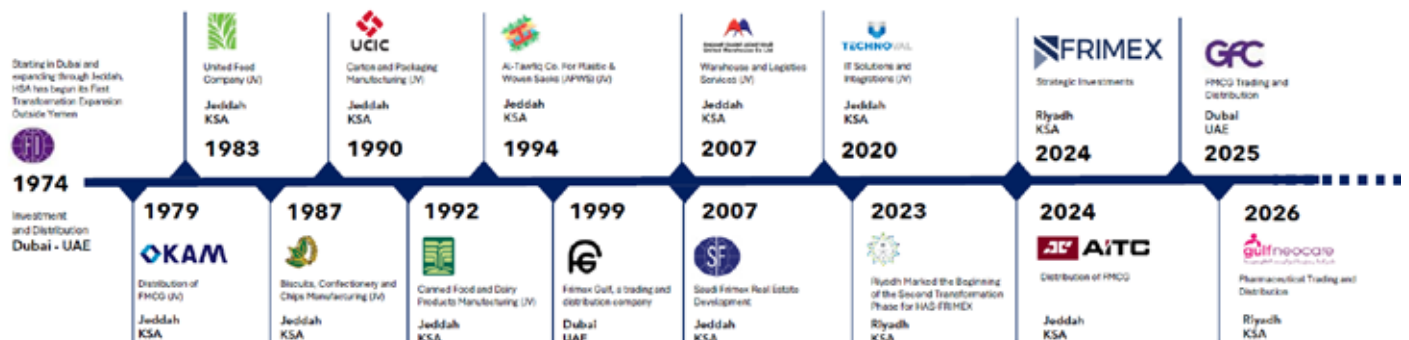 Starting in Dubai and
expanding through Jeddah,
HSA has begun its First
Transformation Expansion
Outside Yemen
1974
Investment
and Distribution
Dubai - UAE
United Food
Company (JV)
Jeddah
KSA
1983
UCIC
Carton and Packaging
Manufacturing (JV)
Jeddah
KSA
1990
Al-Tawfiq Co. For Plastic &
Woven Sacks (APWS) (JV)
Jeddah
KSA
1994
Warehouse and Logistics
Services (JV)
Jeddah
KSA
2007
TECHNOVAL
IT Solutions and
Integrations (JV)
Jeddah
KSA
2020
FRIMEX
Strategic Investments
Riyadh
KSA
2024
GFC
FMCG Trading and
Distribution
Dubai
UAE
2025
1979
OKAM
Distribution of
FMCG (JV)
Jeddah
KSA
1987
Biscuits, Confectionery and
Chips Manufacturing (JV)
Jeddah
KSA
1992
Canned Food and Dairy
Products Manufacturing (JV)
Jeddah
KSA
1999
Frimex Gulf, a trading and
distribution company
Dubai
UAE
2007
SF
Saudi Frimex Real Estate
Development
Jeddah
KSA
2023
Riyadh Marked the Beginning
of the Second Transformation
Phase for HAS-FRIMEX
Riyadh
KSA
2024
AiTC
Distribution of FMCG
Jeddah
KSA
2026
gulfneocare
Pharmaceutical Trading and
Distribution
Riyadh
KSA